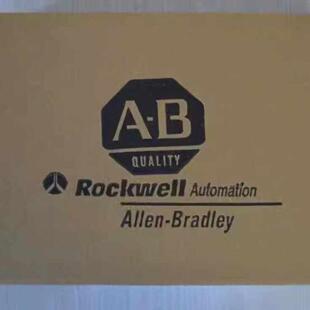 A-B
QUALITY
Rockwell Automation
Allen-Bradley